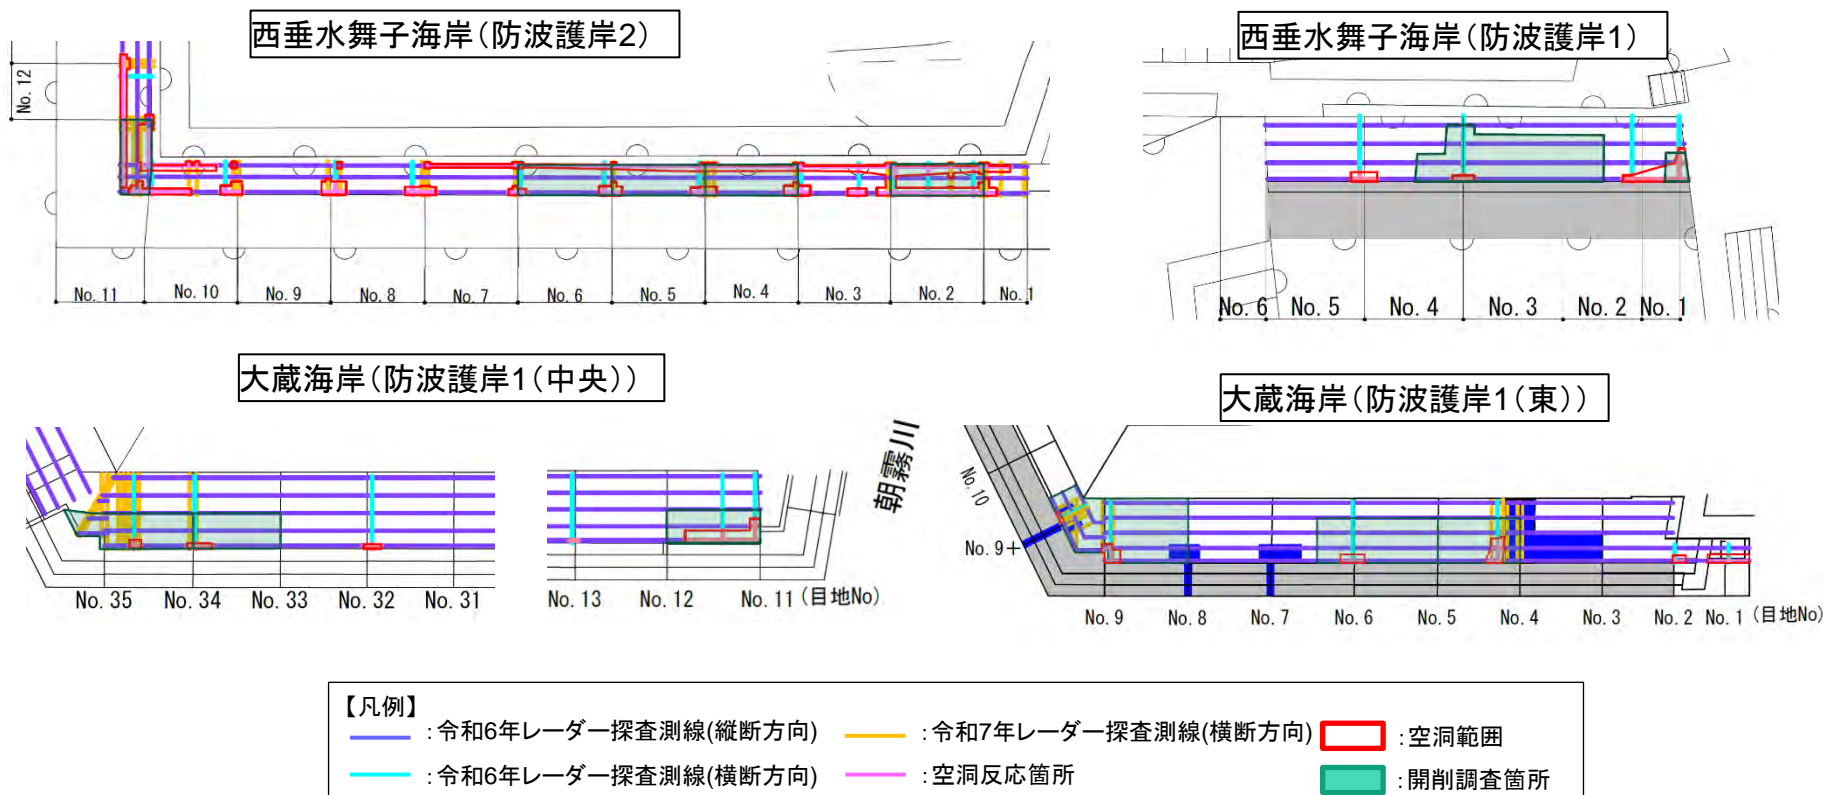 西垂水舞子海岸(防波護岸2)
No. 12
No. 11 No. 10 No. 9 No. 8 No. 7 No. 6 No. 5 No. 4 No. 3 No. 2 No. 1
西垂水舞子海岸(防波護岸1)
No. 6 No. 5 No. 4 No. 3 No. 2 No. 1
大蔵海岸(防波護岸1(中央))
No. 35 No. 34 No. 33 No. 32 No. 31
No. 13 No. 12 No. 11 (目地No)
朝霧川
大蔵海岸(防波護岸1(東))
No. 10
No. 9
No. 9 No. 8 No. 7 No. 6 No. 5 No. 4 No. 3 No. 2 No. 1 (目地No)
【凡例】
:令和6年レーダー探査測線(縦断方向)
:令和7年レーダー探査測線(横断方向)
:空洞範囲
:令和6年レーダー探査測線(横断方向)
:空洞反応箇所
:開削調査箇所